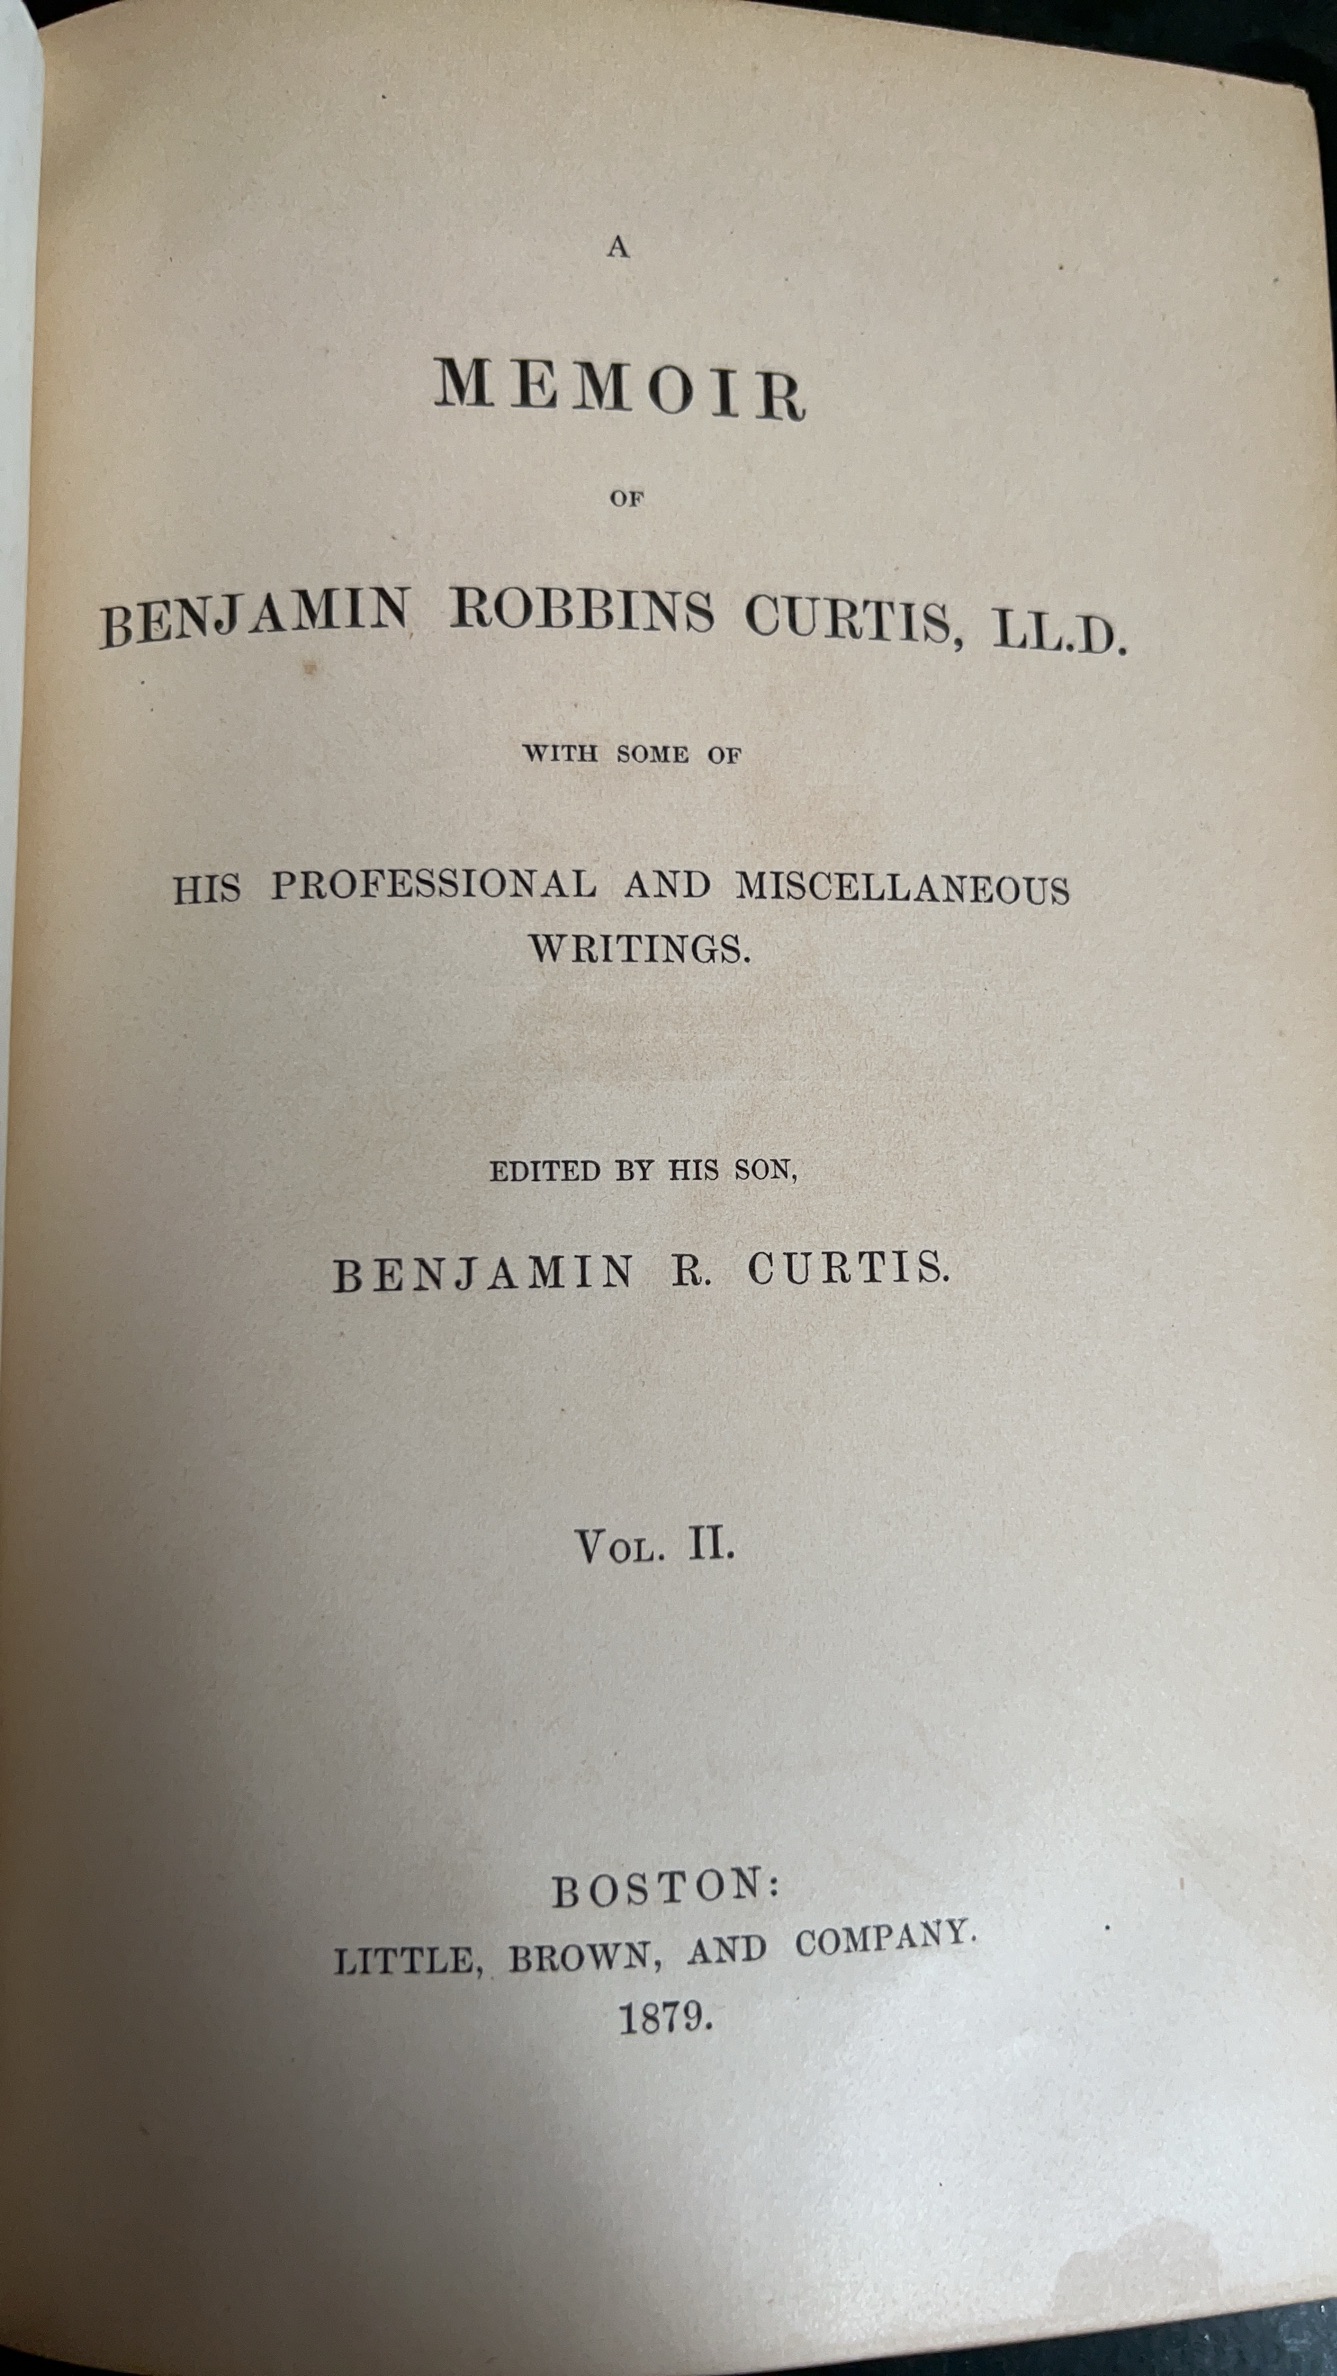 A
MEMOIR
OF
BENJAMIN ROBBINS CURTIS, LL.D.
WITH SOME OF
HIS PROFESSIONAL AND MISCELLANEOUS
WRITINGS.
EDITED BY HIS SON,
BENJAMIN R. CURTIS.
VOL. II.
BOSTON:
LITTLE, BROWN, AND COMPANY.
1879.